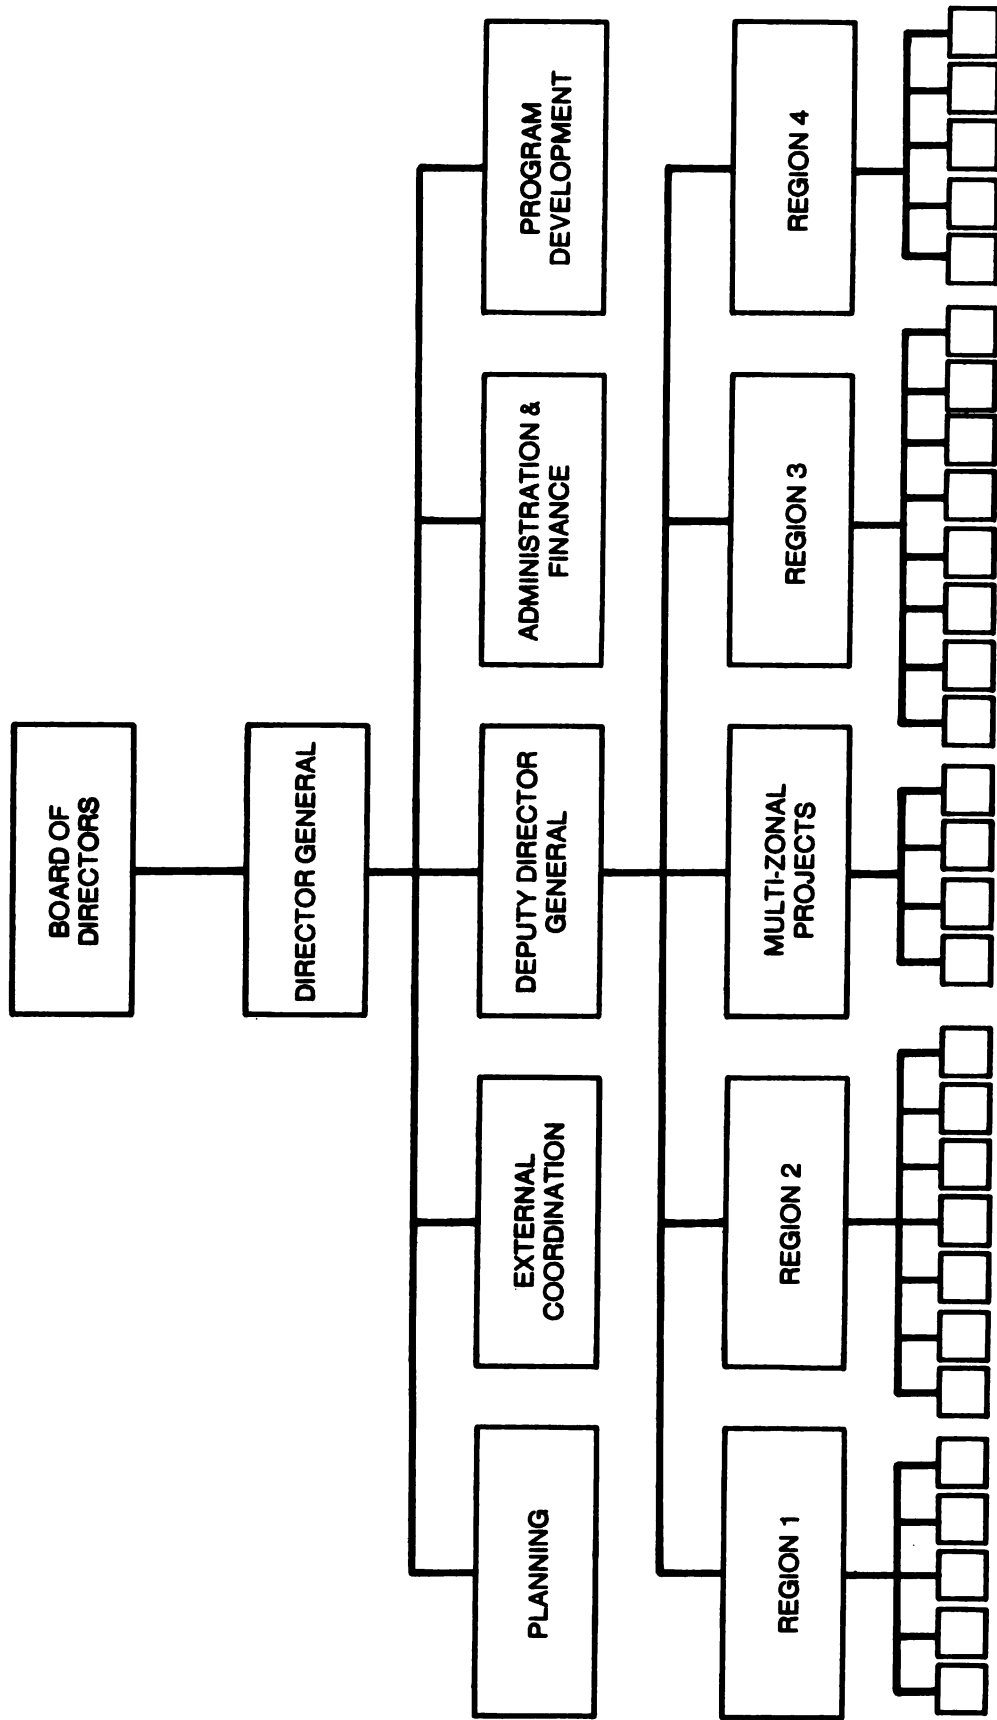 BOARD OF
DIRECTORS
DIRECTOR GENERAL
PLANNING
EXTERNAL
COORDINATION
DEPUTY DIRECTOR
GENERAL
ADMINISTRATION &
FINANCE
PROGRAM
DEVELOPMENT
REGION 1
REGION 2
MULTI-ZONAL
PROJECTS
REGION 3
REGION 4